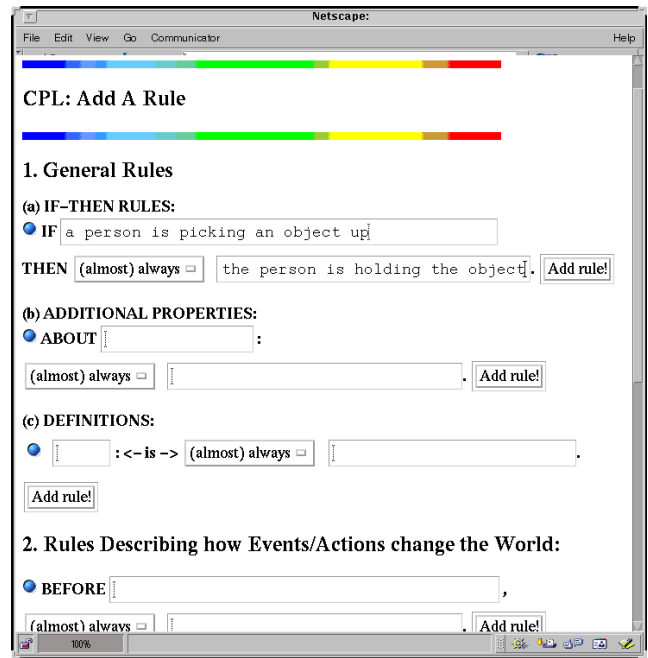 Netscape:
File Edit View Go Communicator Help
CPL: Add A Rule
1. General Rules
(a) IF-THEN RULES:
IF a person is picking an object up
THEN (almost) always the person is holding the object. Add rule!
(b) ADDITIONAL PROPERTIES:
ABOUT :
(almost) always . Add rule!
(c) DEFINITIONS:
: <- is -> (almost) always .
Add rule!
2. Rules Describing how Events/Actions change the World:
BEFORE ,
(almost) always . Add rule!
100%